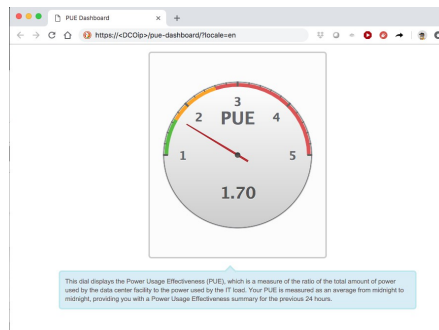 PUE Dashboard
https://<DCOip>/pue-dashboard/?locale=en
3
2 PUE 4
1 5
1.70
This dial displays the Power Usage Effectiveness (PUE), which is a measure of the ratio of the total amount of power
used by the data center facility to the power used by the IT load. Your PUE is measured as an average from midnight to
midnight, providing you with a Power Usage Effectiveness summary for the previous 24 hours.